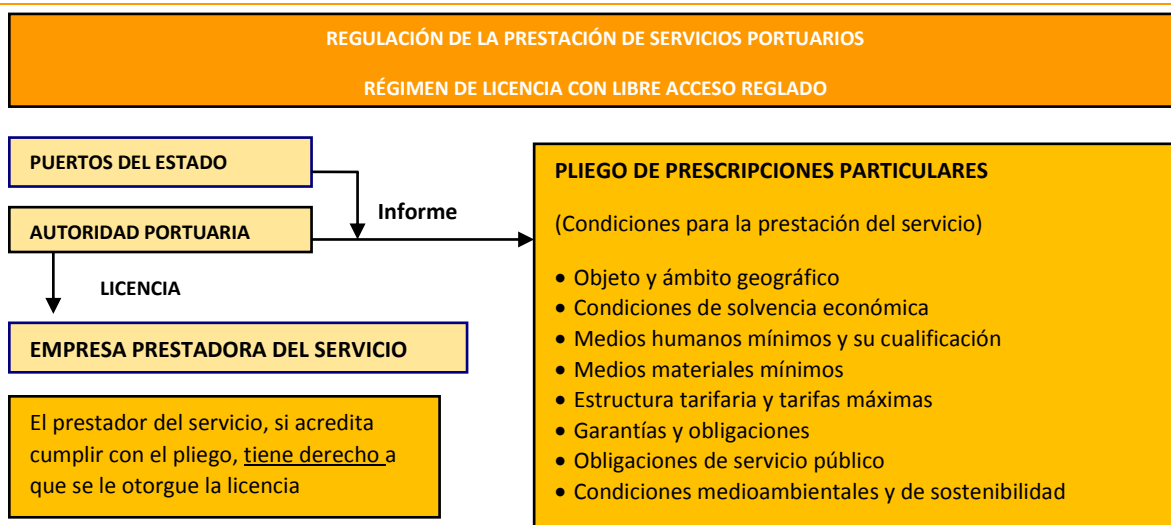 REGULACIÓN DE LA PRESTACIÓN DE SERVICIOS PORTUARIOS
RÉGIMEN DE LICENCIA CON LIBRE ACCESO REGLADO
PUERTOS DEL ESTADO
Informe
AUTORIDAD PORTUARIA
LICENCIA
EMPRESA PRESTADORA DEL SERVICIO
El prestador del servicio, si acredita
cumplir con el pliego, tiene derecho a
que se le otorgue la licencia
PLIEGO DE PRESCRIPCIONES PARTICULARES
(Condiciones para la prestación del servicio)
• Objeto y ámbito geográfico
• Condiciones de solvencia económica
• Medios humanos mínimos y su cualificación
• Medios materiales mínimos
• Estructura tarifaria y tarifas máximas
• Garantías y obligaciones
• Obligaciones de servicio público
• Condiciones medioambientales y de sostenibilidad